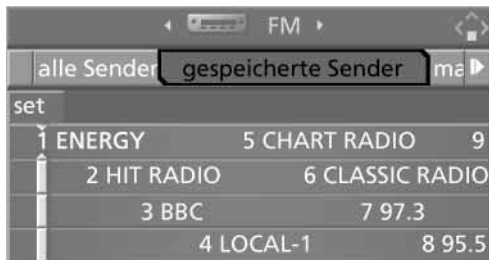 FM
alle Sender gespeicherte Sender ma
set
1 ENERGY 5 CHART RADIO 9
2 HIT RADIO 6 CLASSIC RADIO
3 BBC 7 97.3
4 LOCAL-1 8 95.5